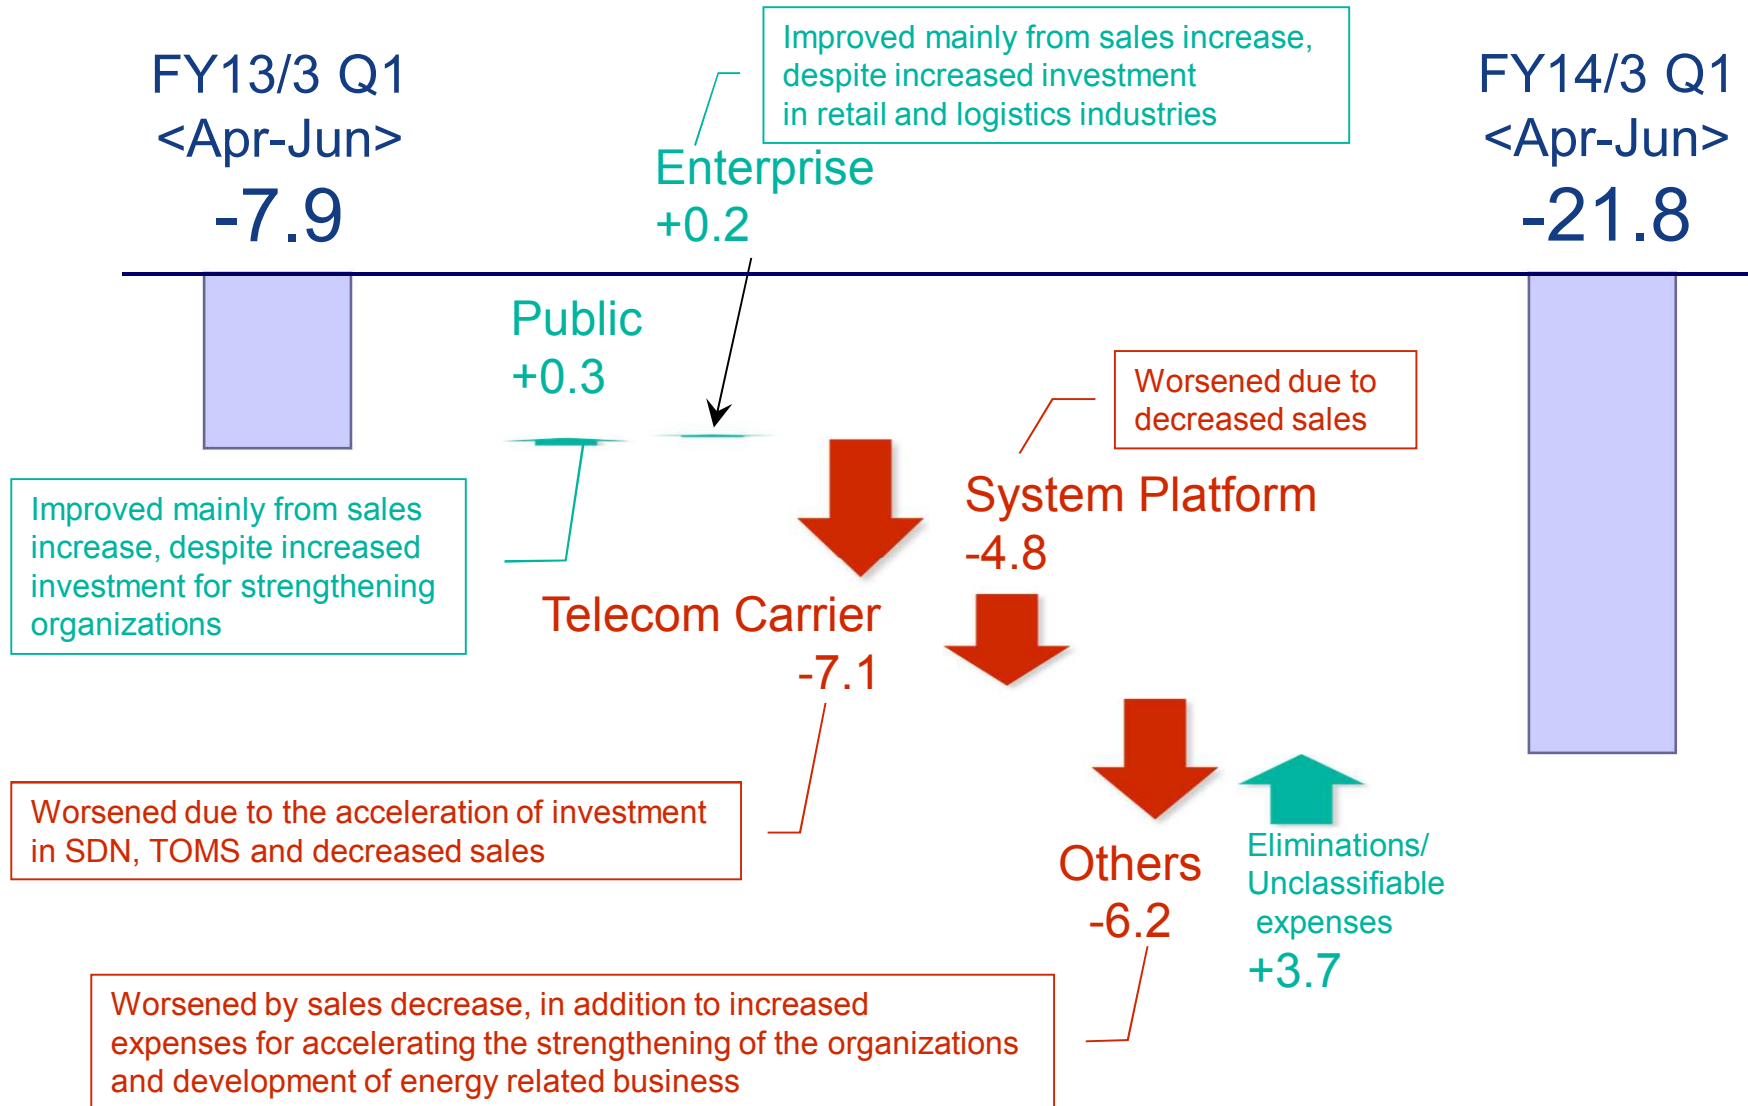 FY13/3 Q1
<Apr-Jun>
-7.9
Improved mainly from sales increase,
despite increased investment
in retail and logistics industries
Enterprise
+0.2
FY14/3 Q1
<Apr-Jun>
-21.8
Public
+0.3
Worsened due to
decreased sales
System Platform
-4.8
Improved mainly from sales
increase, despite increased
investment for strengthening
organizations
Telecom Carrier
-7.1
Worsened due to the acceleration of investment
in SDN, TOMS and decreased sales
Others
-6.2
Eliminations/
Unclassifiable
expenses
+3.7
Worsened by sales decrease, in addition to increased
expenses for accelerating the strengthening of the organizations
and development of energy related business